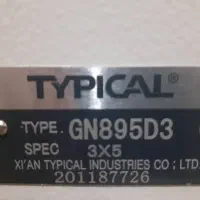 TYPICAL®
TYPE. GN895D3
SPEC 3X5
XI'AN TYPICAL INDUSTRIES CO ; LTD.
201187726